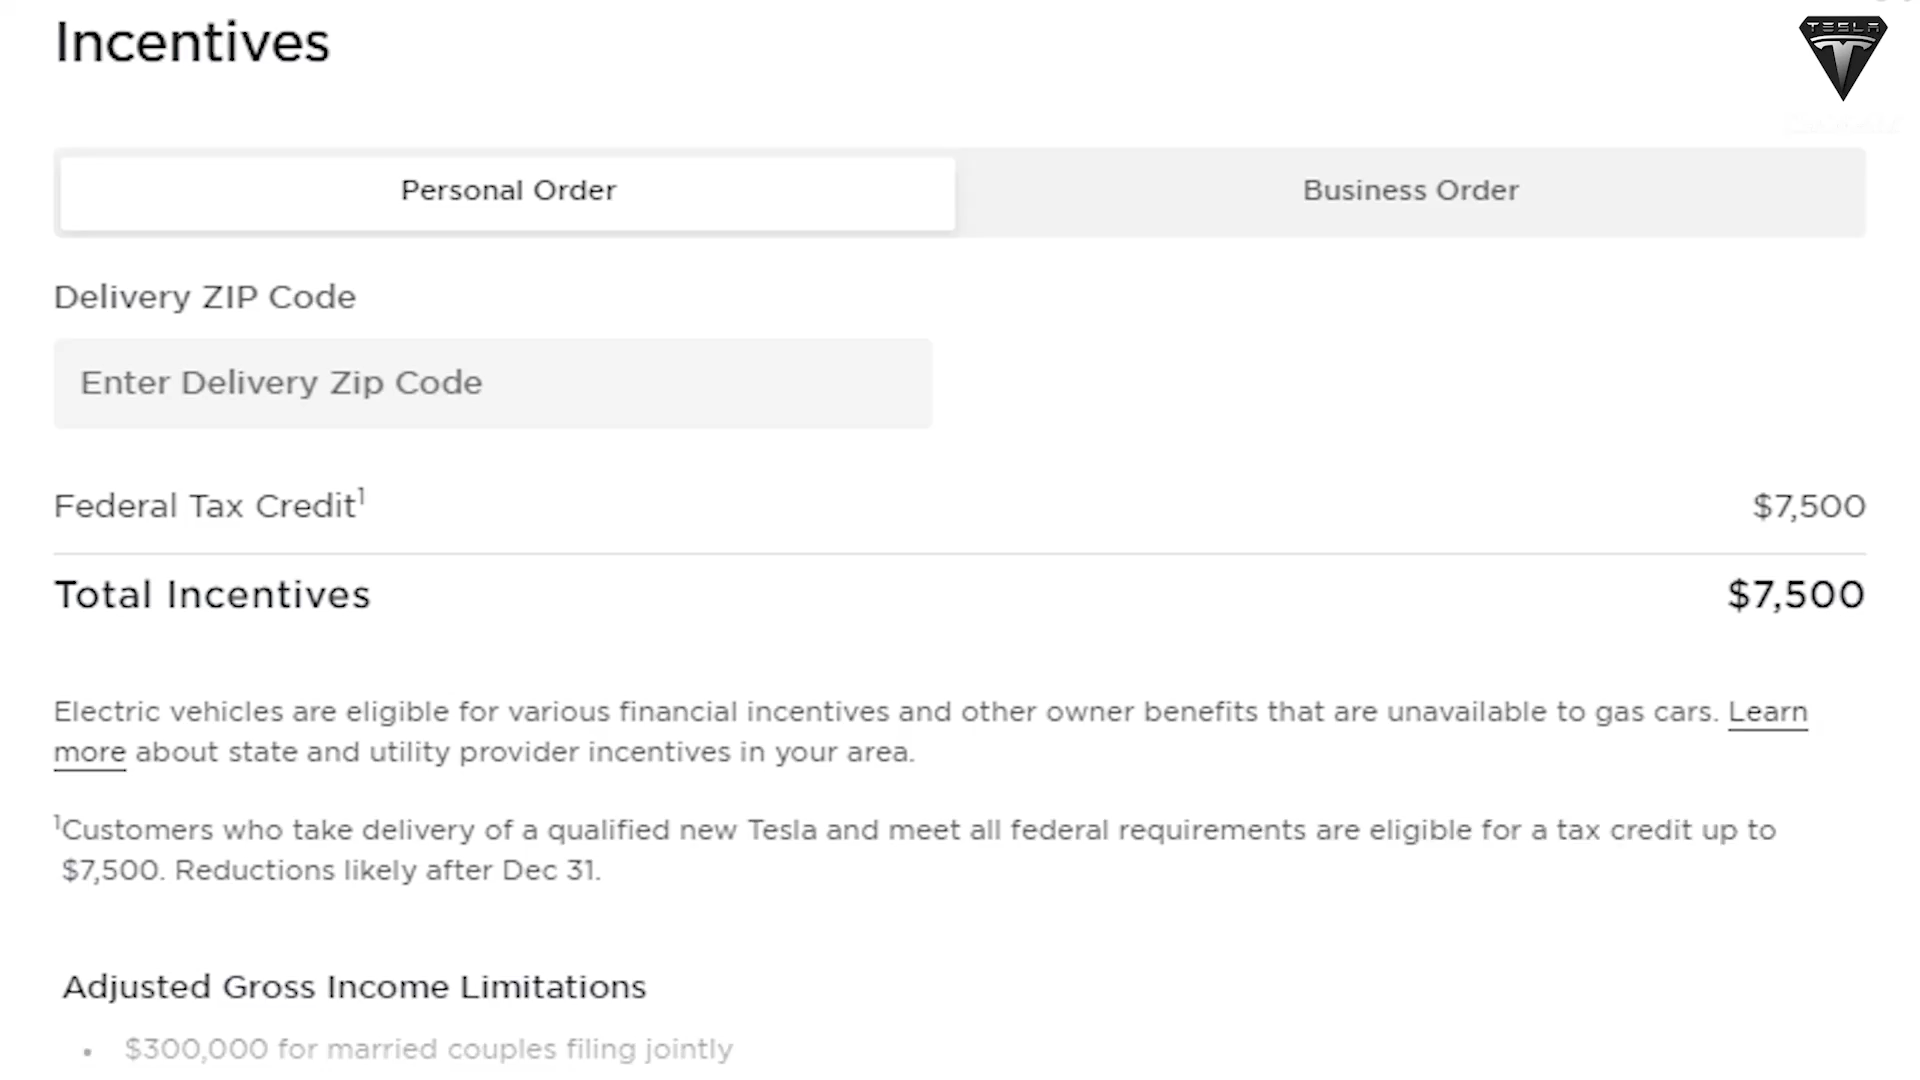 Incentives
TESLA
Personal Order
Business Order
Delivery ZIP Code
Enter Delivery Zip Code
Federal Tax Credit¹
$7,500
Total Incentives
$7,500
Electric vehicles are eligible for various financial incentives and other owner benefits that are unavailable to gas cars. Learn
more about state and utility provider incentives in your area.
¹Customers who take delivery of a qualified new Tesla and meet all federal requirements are eligible for a tax credit up to
$7,500. Reductions likely after Dec 31.
Adjusted Gross Income Limitations
• $300,000 for married couples filing jointly